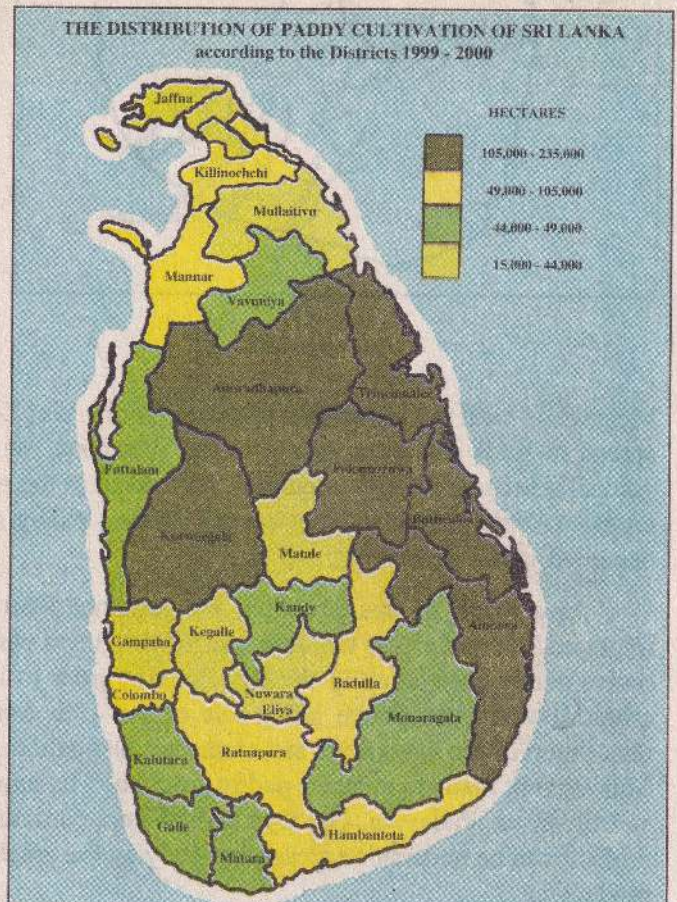 THE DISTRIBUTION OF PADDY CULTIVATION OF SRI LANKA
according to the Districts 1999 - 2000
HECTARES
105,000 - 235,000
49,000 - 105,000
44,000 - 49,000
15,000 - 44,000
Jaffna
Killinochchi
Mullaitivu
Mannar
Vavuniya
Anuradhapura
Trincomalee
Puttalam
Polonnaruwa
Kurunegala
Batticaloa
Matale
Kandy
Ampara
Gampaha
Kegalle
Colombo
Nuwara
Eliya
Badulla
Monaragala
Kalutara
Ratnapura
Galle
Matara
Hambantota